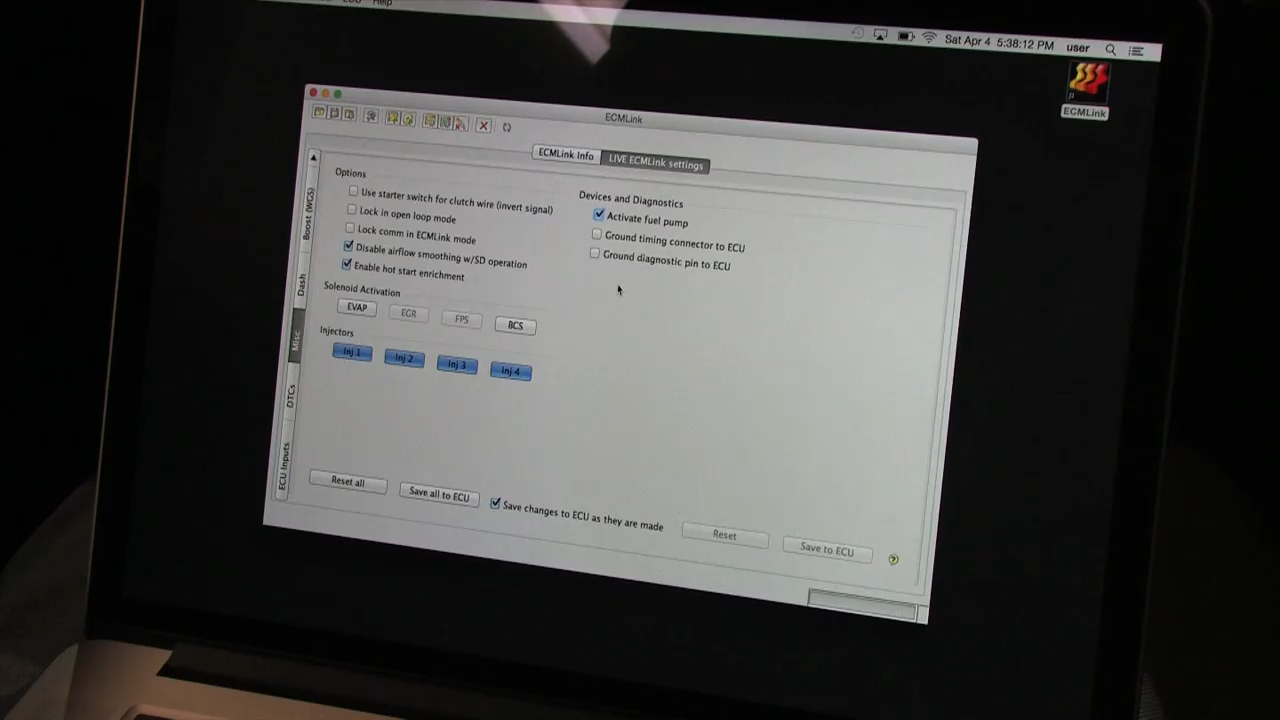 Help
Sat Apr 4 5:38:12 PM user
ECMLink
ECMLink
ECMLink Info
LIVE ECMLink settings
Boost (WGS)
Dash
Misc
DTCs
ECU Inputs
Options
Use starter switch for clutch wire (invert signal)
Lock in open loop mode
Lock comm in ECMLink mode
Disable airflow smoothing w/SD operation
Enable hot start enrichment
Solenoid Activation
EVAP
EGR
FPS
BCS
Injectors
Inj 1
Inj 2
Inj 3
Inj 4
Devices and Diagnostics
Activate fuel pump
Ground timing connector to ECU
Ground diagnostic pin to ECU
Reset all
Save all to ECU
Save changes to ECU as they are made
Reset
Save to ECU
?